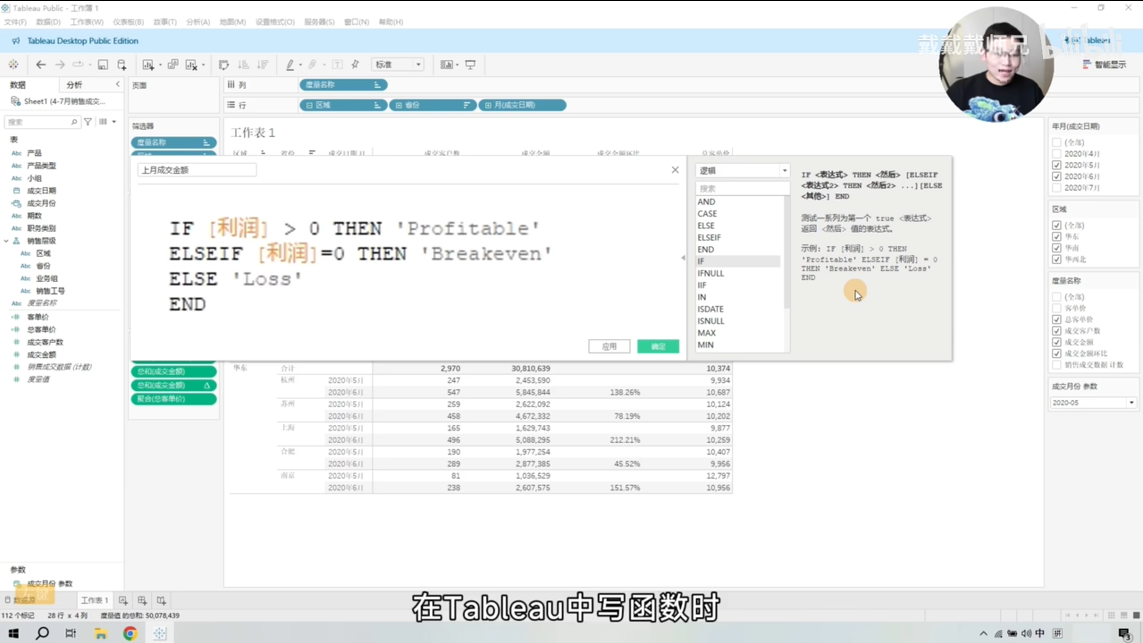 Tableau Public - 工作簿 1
文件(F) 数据(D) 工作表(W) 仪表板(B) 故事(T) 分析(A) 地图(M) 设置格式(O) 服务器(S) 窗口(N) 帮助(H)
Tableau Desktop Public Edition
戴戴戴师兄
标准
智能显示
数据 分析
页面
列 度量名称
Sheet1 (4-7月销售成交...
行 区域 省份 月(成交日期)
搜索
筛选器
度量名称
工作表 1
表
产品
产品类型
小组
成交日期
成交月份
期数
职务类别
销售层级
区域
省份
业务组
销售工号
度量名称
客单价
总客单价
成交客户数
成交金额
销售成交数据 (计数)
度量值
上月成交金额
IF [利润] > 0 THEN 'Profitable'
ELSEIF [利润]=0 THEN 'Breakeven'
ELSE 'Loss'
END
应用 确定
逻辑
搜索
AND
CASE
ELSE
ELSEIF
END
IF
IFNULL
IIF
IN
ISDATE
ISNULL
MAX
MIN
IF <表达式> THEN <然后> [ELSEIF
<表达式2> THEN <然后2> ...] [ELSE
<其他>] END
测试一系列为第一个 true <表达式>
返回 <然后> 值的表达式。
示例: IF [利润] > 0 THEN
'Profitable' ELSEIF [利润] = 0
THEN 'Breakeven' ELSE 'Loss'
END
年月(成交日期)
(全部)
2020年4月
2020年5月
2020年6月
2020年7月
区域
(全部)
华东
华南
华西北
度量名称
(全部)
客单价
总客单价
成交客户数
成交金额
成交金额环比
销售成交数据 计数
成交月份 参数
2020-05
总和(成交金额)
总和(成交金额)
聚合(总客单价)
华东 合计 2,970 30,810,639 10,374
杭州 2020年5月 247 2,453,590 9,934
2020年6月 547 5,845,844 138.26% 10,687
苏州 2020年5月 259 2,622,092 10,124
2020年6月 458 4,672,332 78.19% 10,202
上海 2020年5月 165 1,629,743 9,877
2020年6月 496 5,088,295 212.21% 10,259
合肥 2020年5月 190 1,977,254 10,407
2020年6月 289 2,877,385 45.52% 9,956
南京 2020年5月 81 1,036,529 12,797
2020年6月 238 2,607,575 151.57% 10,956
参数
成交月份 参数
工作表 1
112 个标记 28 行 x 4 列 度量值 的总和: 50,078,439
在Tableau中写函数时
中 拼